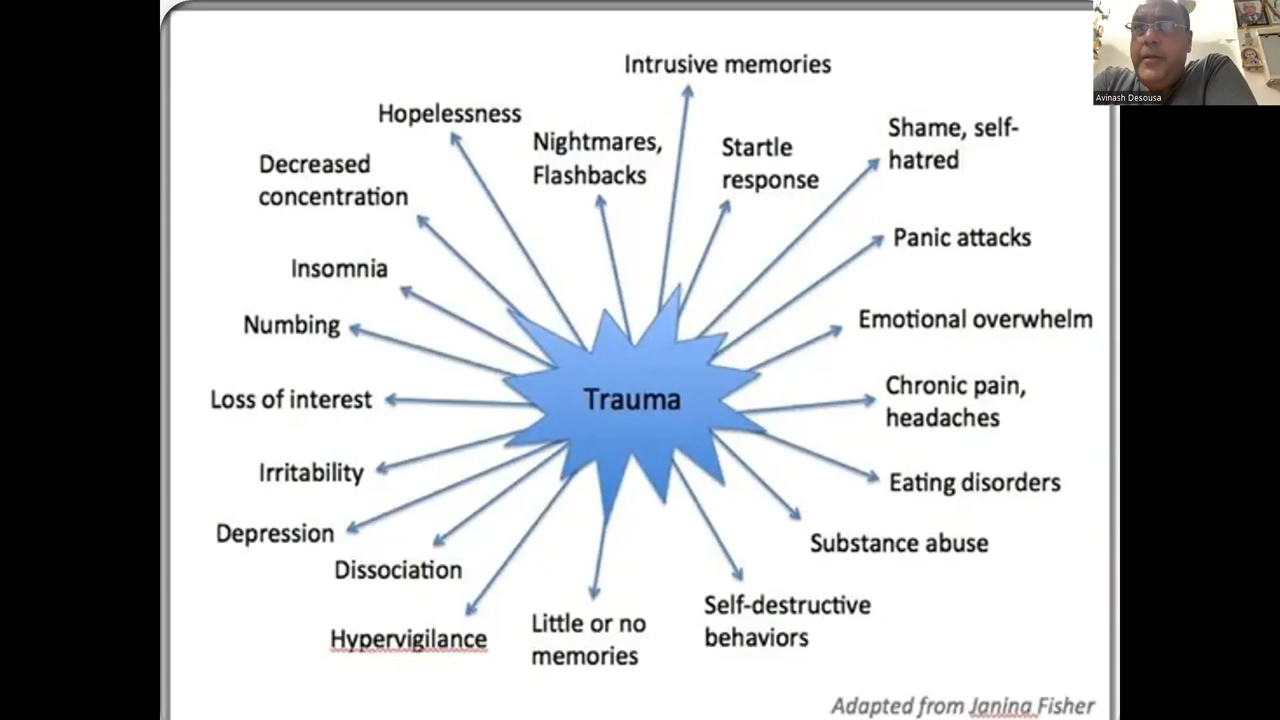 Intrusive memories
Avinash Desousa
Hopelessness
Nightmares,
Flashbacks
Startle
response
Shame, self-
hatred
Decreased
concentration
Panic attacks
Insomnia
Numbing
Emotional overwhelm
Loss of interest
Trauma
Chronic pain,
headaches
Irritability
Eating disorders
Depression
Substance abuse
Dissociation
Hypervigilance
Little or no
memories
Self-destructive
behaviors
Adapted from Janina Fisher